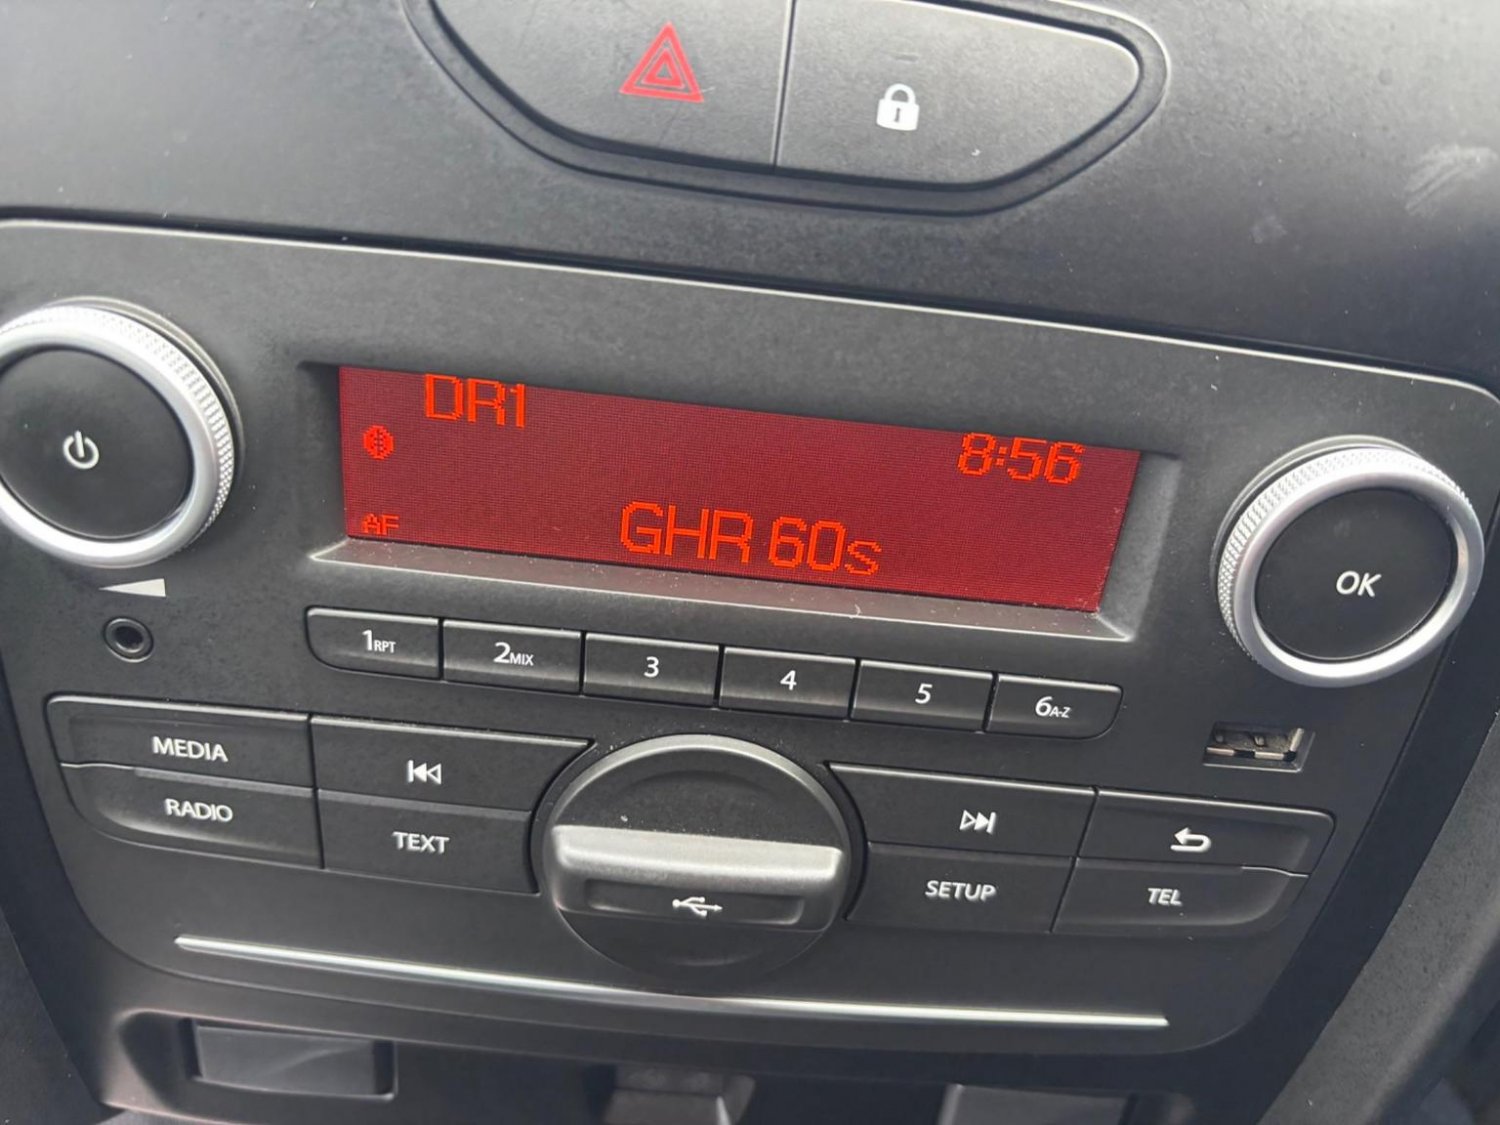 DR1
8:56
AF
GHR 60s
OK
1RPT
2MIX
3
4
5
6A-Z
MEDIA
RADIO
TEXT
SETUP
TEL